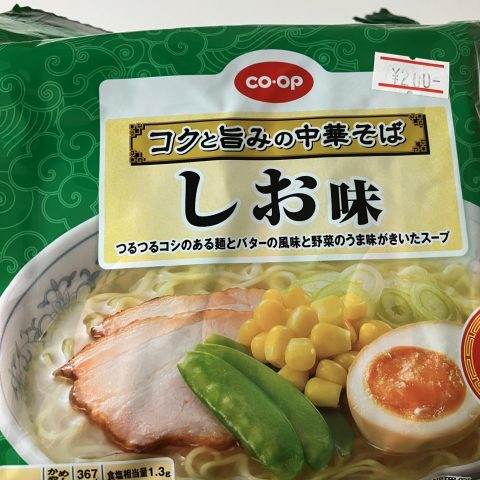 CO·OP
¥200-
コクと旨みの中華そば
しお味
つるつるコシのある麺とバターの風味と野菜のうま味がきいたスープ
367
食塩相当量1.3g